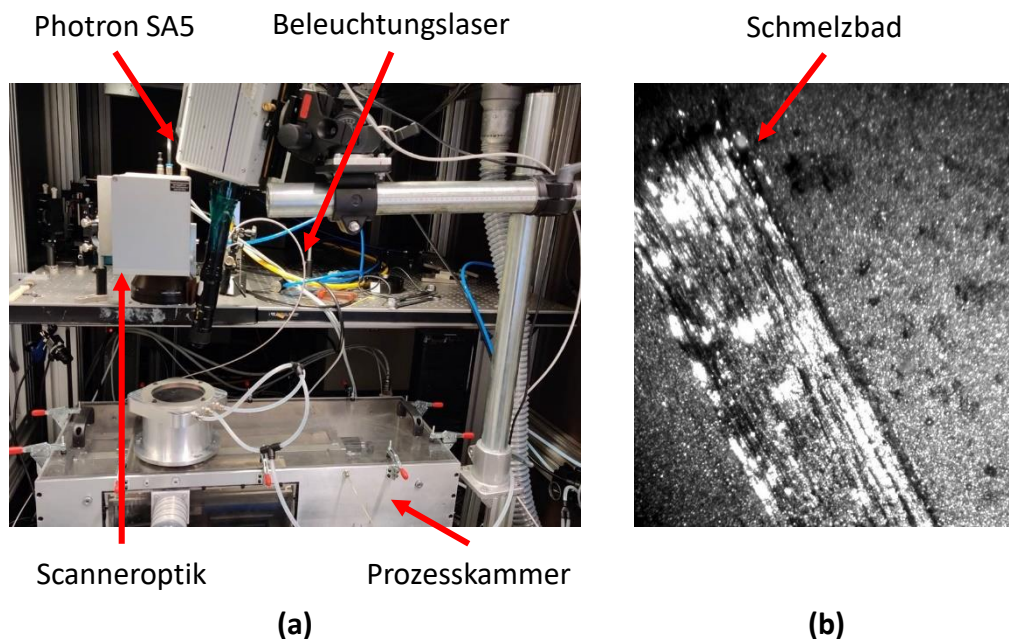 Photron SA5
Beleuchtungslaser
Schmelzbad
Scanneroptik
Prozesskammer
(a)
(b)